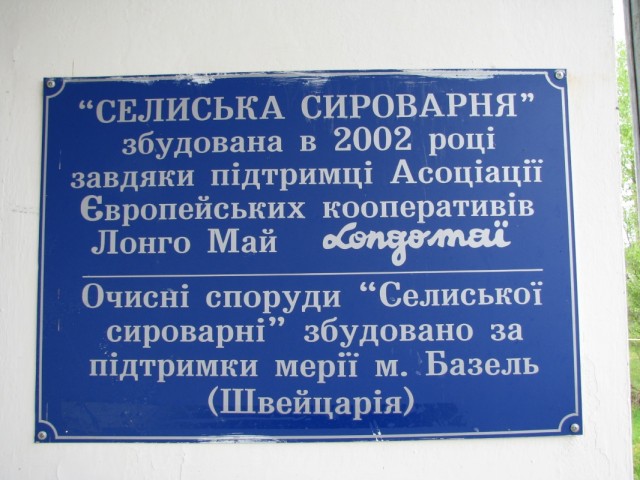 “СЕЛИСЬКА СИРОВАРНЯ”
збудована в 2002 році
завдяки підтримці Асоціації
Європейських кооперативів
Лонго Май Longomaï
Очисні споруди “Селиської
сироварні” збудовано за
підтримки мерії м. Базель
(Швейцарія)